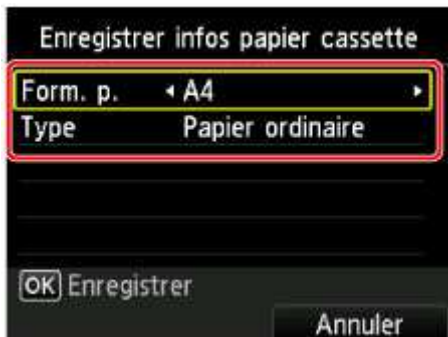 Enregistrer infos papier cassette
Form. p. A4
Type Papier ordinaire
OK Enregistrer
Annuler